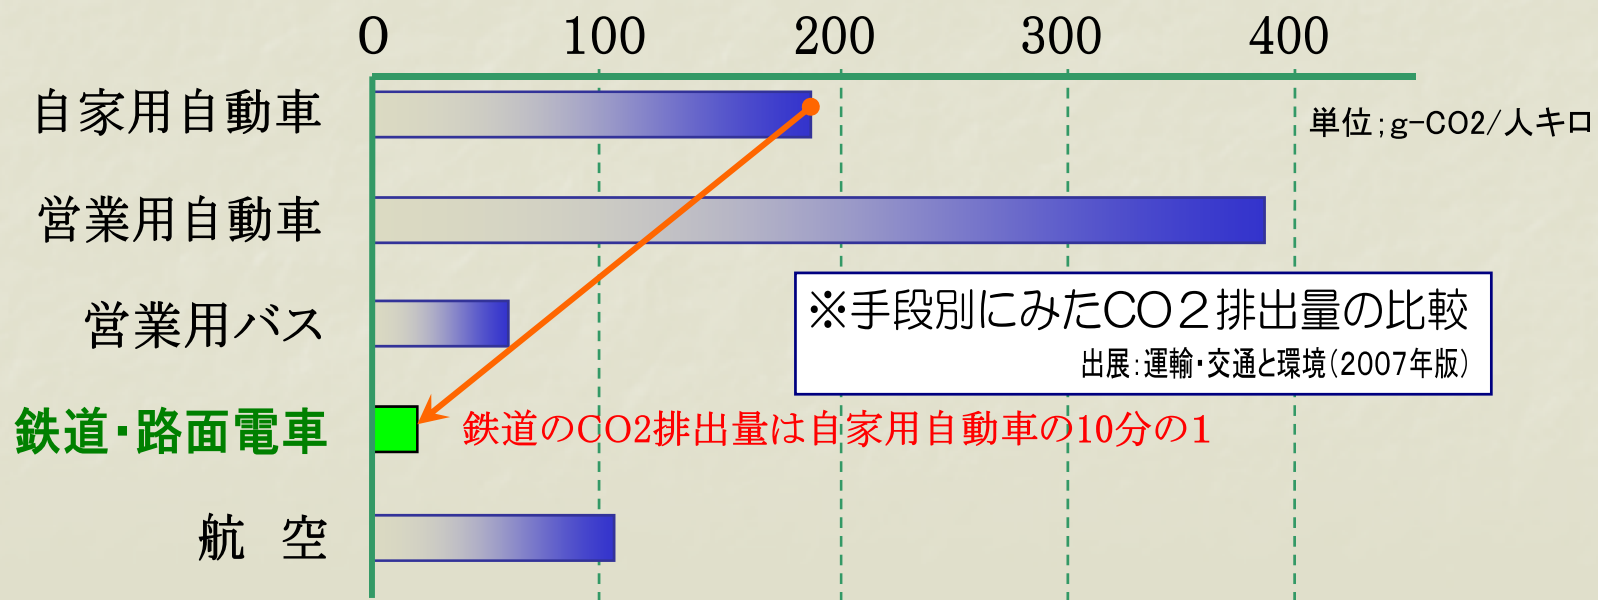 0 100 200 300 400
自家用自動車
単位;g-CO2/人キロ
営業用自動車
営業用バス
※手段別にみたCO2排出量の比較
出展:運輸・交通と環境(2007年版)
鉄道・路面電車
鉄道のCO2排出量は自家用自動車の10分の1
航 空